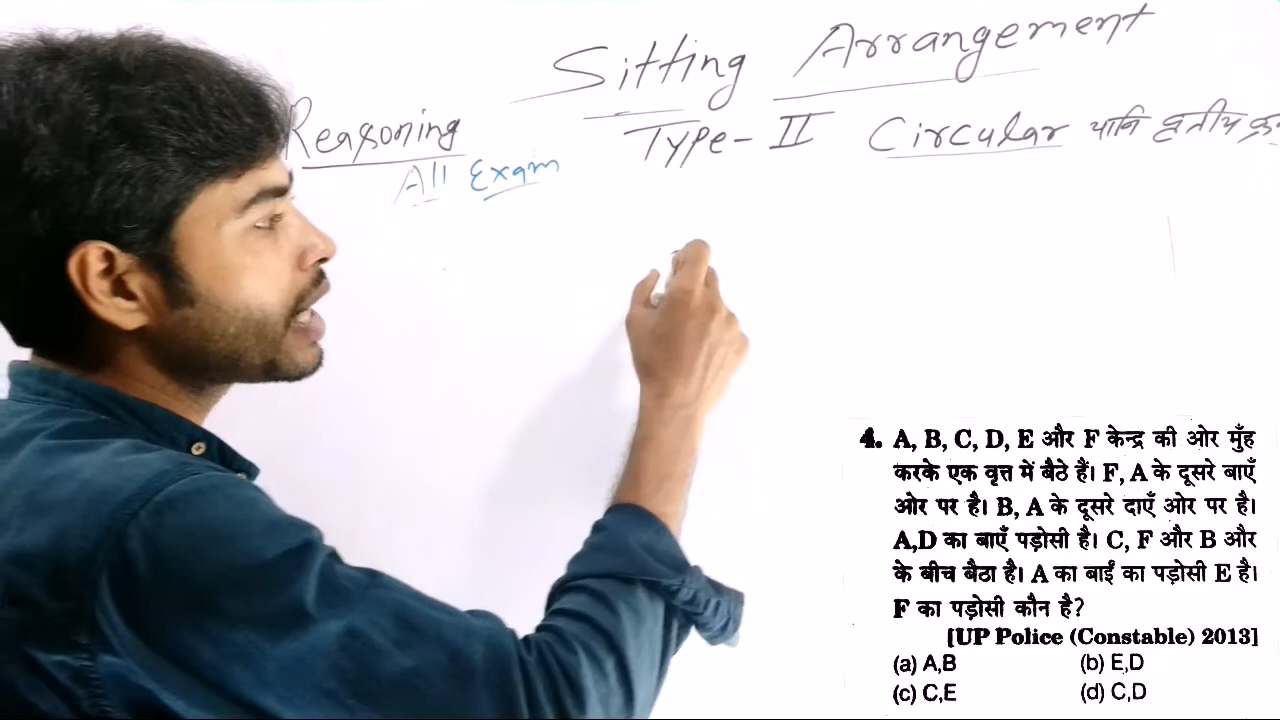 Sitting Arrangement
Reasoning
Type - II Circular यानि
All Exam
4. A, B, C, D, E और F केन्द्र की ओर मुँह
करके एक वृत्त में बैठे हैं। F, A के दूसरे बाएँ
ओर पर है। B, A के दूसरे दाएँ ओर पर है।
A,D का बाएँ पड़ोसी है। C, F और B और
के बीच बैठा है। A का बाईं का पड़ोसी E है।
F का पड़ोसी कौन है?
[UP Police (Constable) 2013]
(a) A,B (b) E,D
(c) C,E (d) C,D